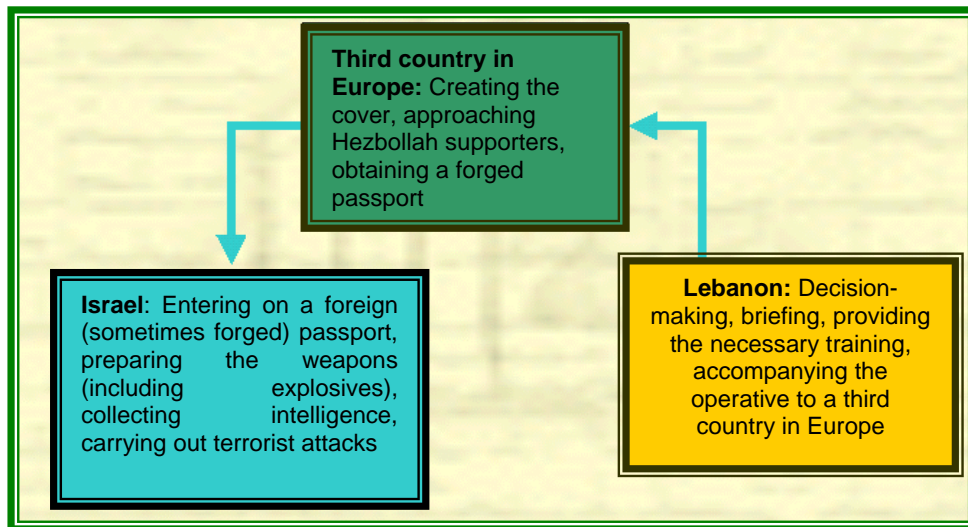 Third country in
Europe: Creating the
cover, approaching
Hezbollah supporters,
obtaining a forged
passport
Israel: Entering on a foreign
(sometimes forged) passport,
preparing the weapons
(including explosives),
collecting intelligence,
carrying out terrorist attacks
Lebanon: Decision-
making, briefing, providing
the necessary training,
accompanying the
operative to a third
country in Europe